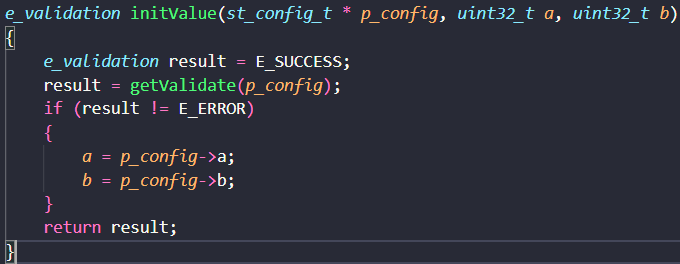 e_validation initValue(st_config_t * p_config, uint32_t a, uint32_t b)
{
    e_validation result = E_SUCCESS;
    result = getValidate(p_config);
    if (result != E_ERROR)
    {
        a = p_config->a;
        b = p_config->b;
    }
    return result;
}